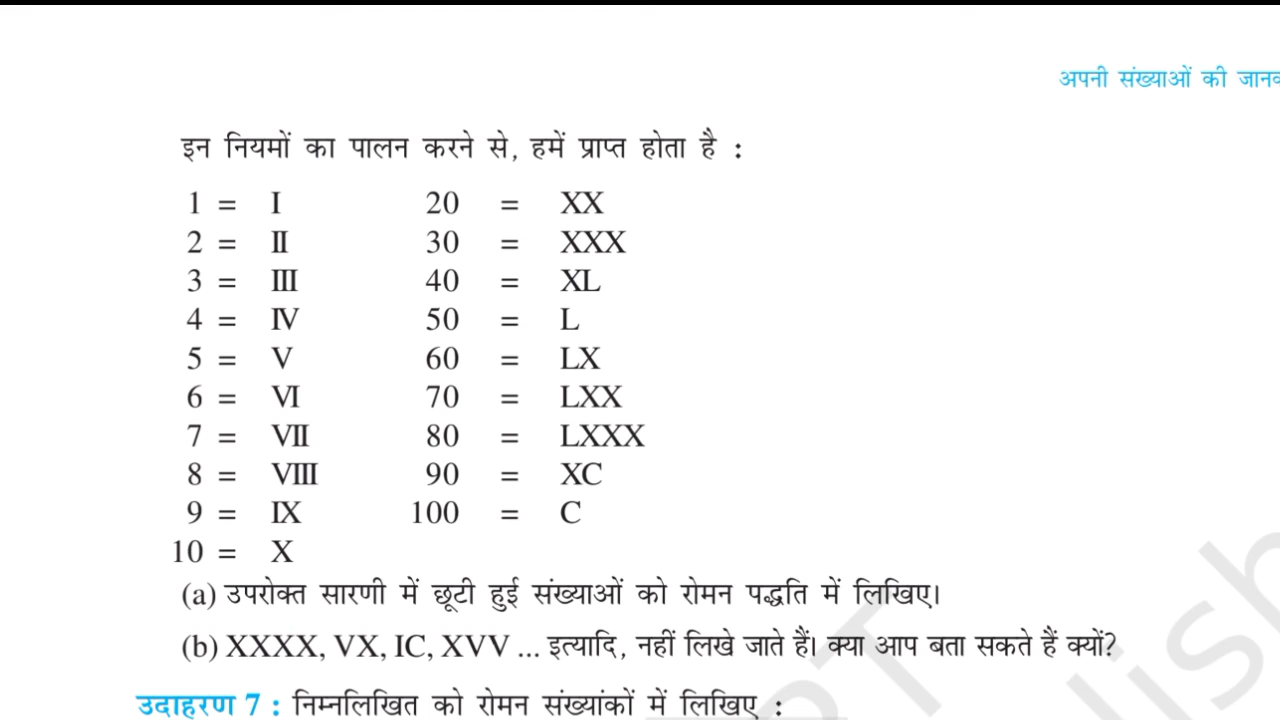 अपनी संख्याओं की
इन नियमों का पालन करने से, हमें प्राप्त होता है :
1 = I 20 = XX
2 = II 30 = XXX
3 = III 40 = XL
4 = IV 50 = L
5 = V 60 = LX
6 = VI 70 = LXX
7 = VII 80 = LXXX
8 = VIII 90 = XC
9 = IX 100 = C
10 = X
(a) उपरोक्त सारणी में छूटी हुई संख्याओं को रोमन पद्धति में लिखिए।
(b) XXXX, VX, IC, XVV ... इत्यादि, नहीं लिखे जाते हैं। क्या आप बता सकते हैं क्यों?
उदाहरण 7 : निम्नलिखित को रोमन संख्यांकों में लिखिए :